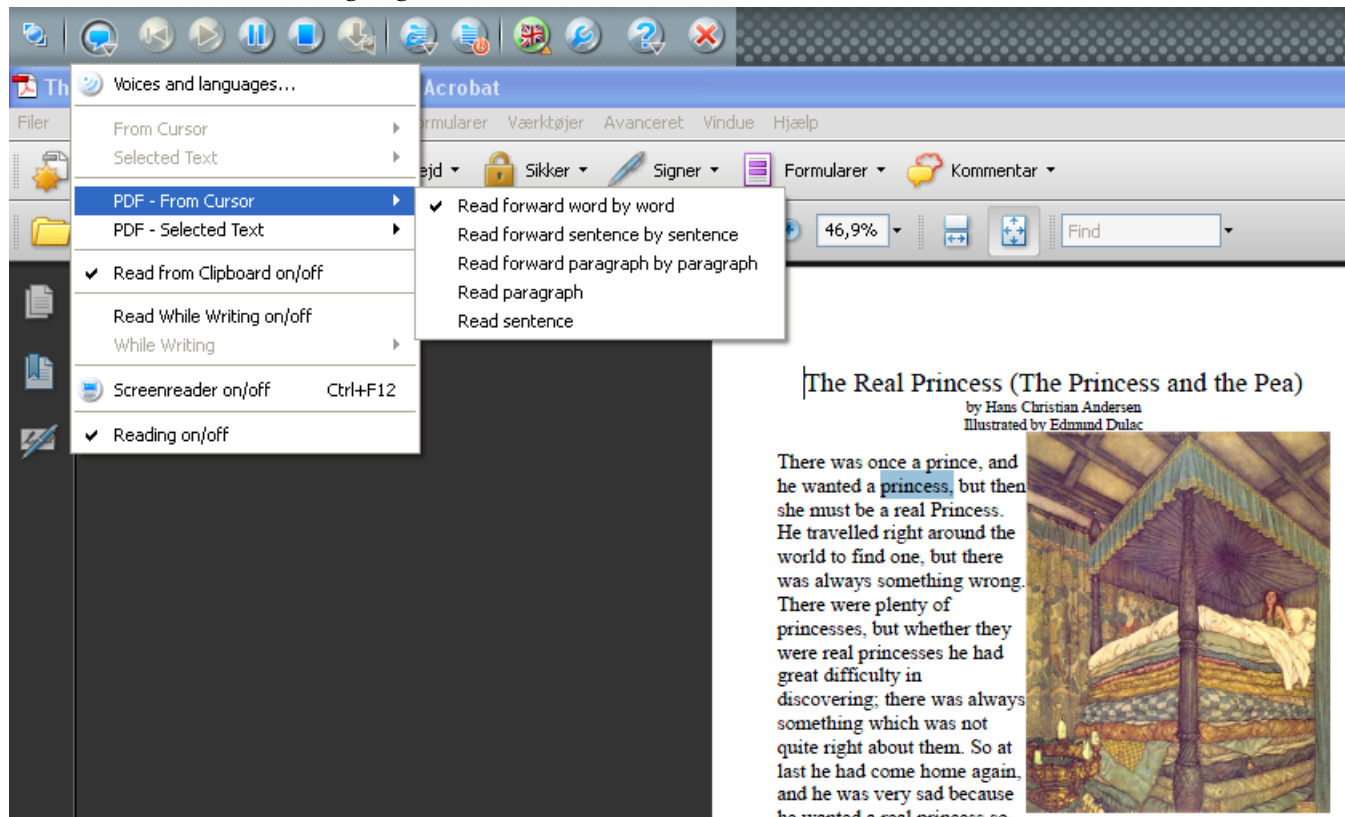 Th
Acrobat
Filer
ormularer Værktøjer Avanceret Vindue Hjælp
ejd Sikker Signer Formularer Kommentar
46,9% Find
Voices and languages...
From Cursor
Selected Text
PDF - From Cursor
PDF - Selected Text
Read from Clipboard on/off
Read While Writing on/off
While Writing
Screenreader on/off Ctrl+F12
Reading on/off
Read forward word by word
Read forward sentence by sentence
Read forward paragraph by paragraph
Read paragraph
Read sentence
The Real Princess (The Princess and the Pea)
by Hans Christian Andersen
Illustrated by Edmund Dulac
There was once a prince, and
he wanted a princess, but then
she must be a real Princess.
He travelled right around the
world to find one, but there
was always something wrong.
There were plenty of
princesses, but whether they
were real princesses he had
great difficulty in
discovering; there was always
something which was not
quite right about them. So at
last he had come home again,
and he was very sad because
he wanted a real princess so